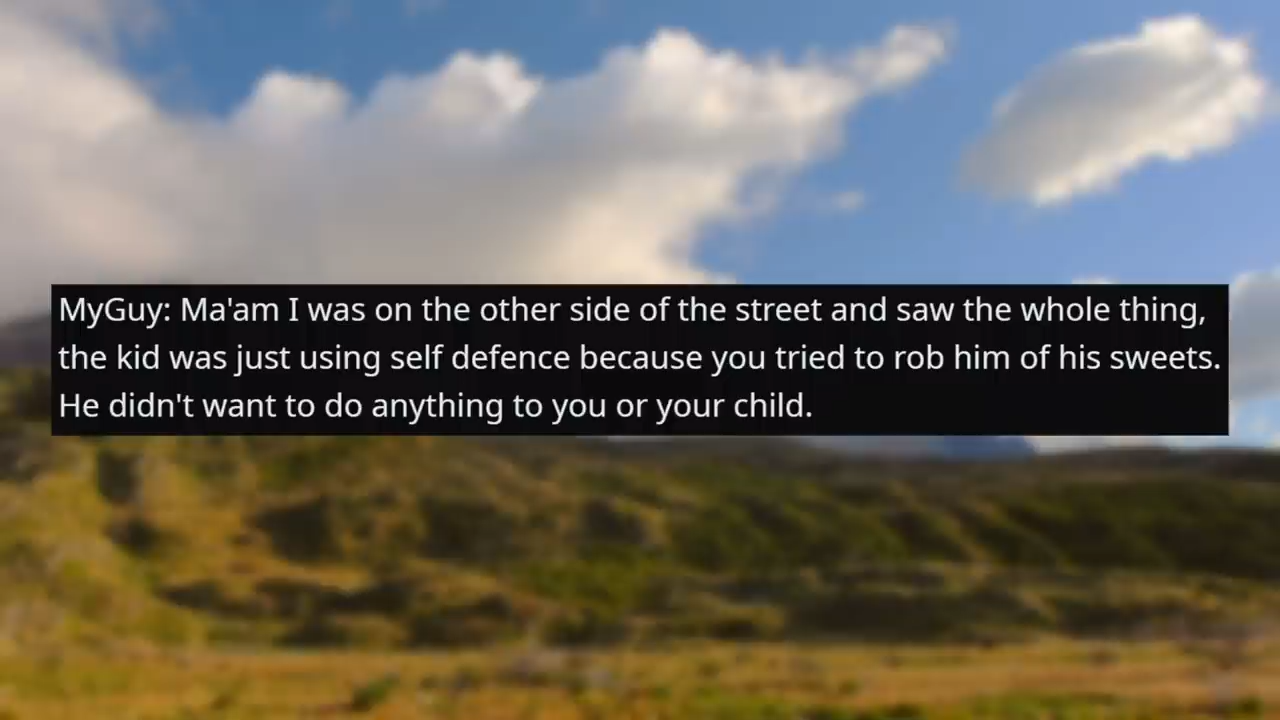 MyGuy: Ma'am I was on the other side of the street and saw the whole thing,
the kid was just using self defence because you tried to rob him of his sweets.
He didn't want to do anything to you or your child.